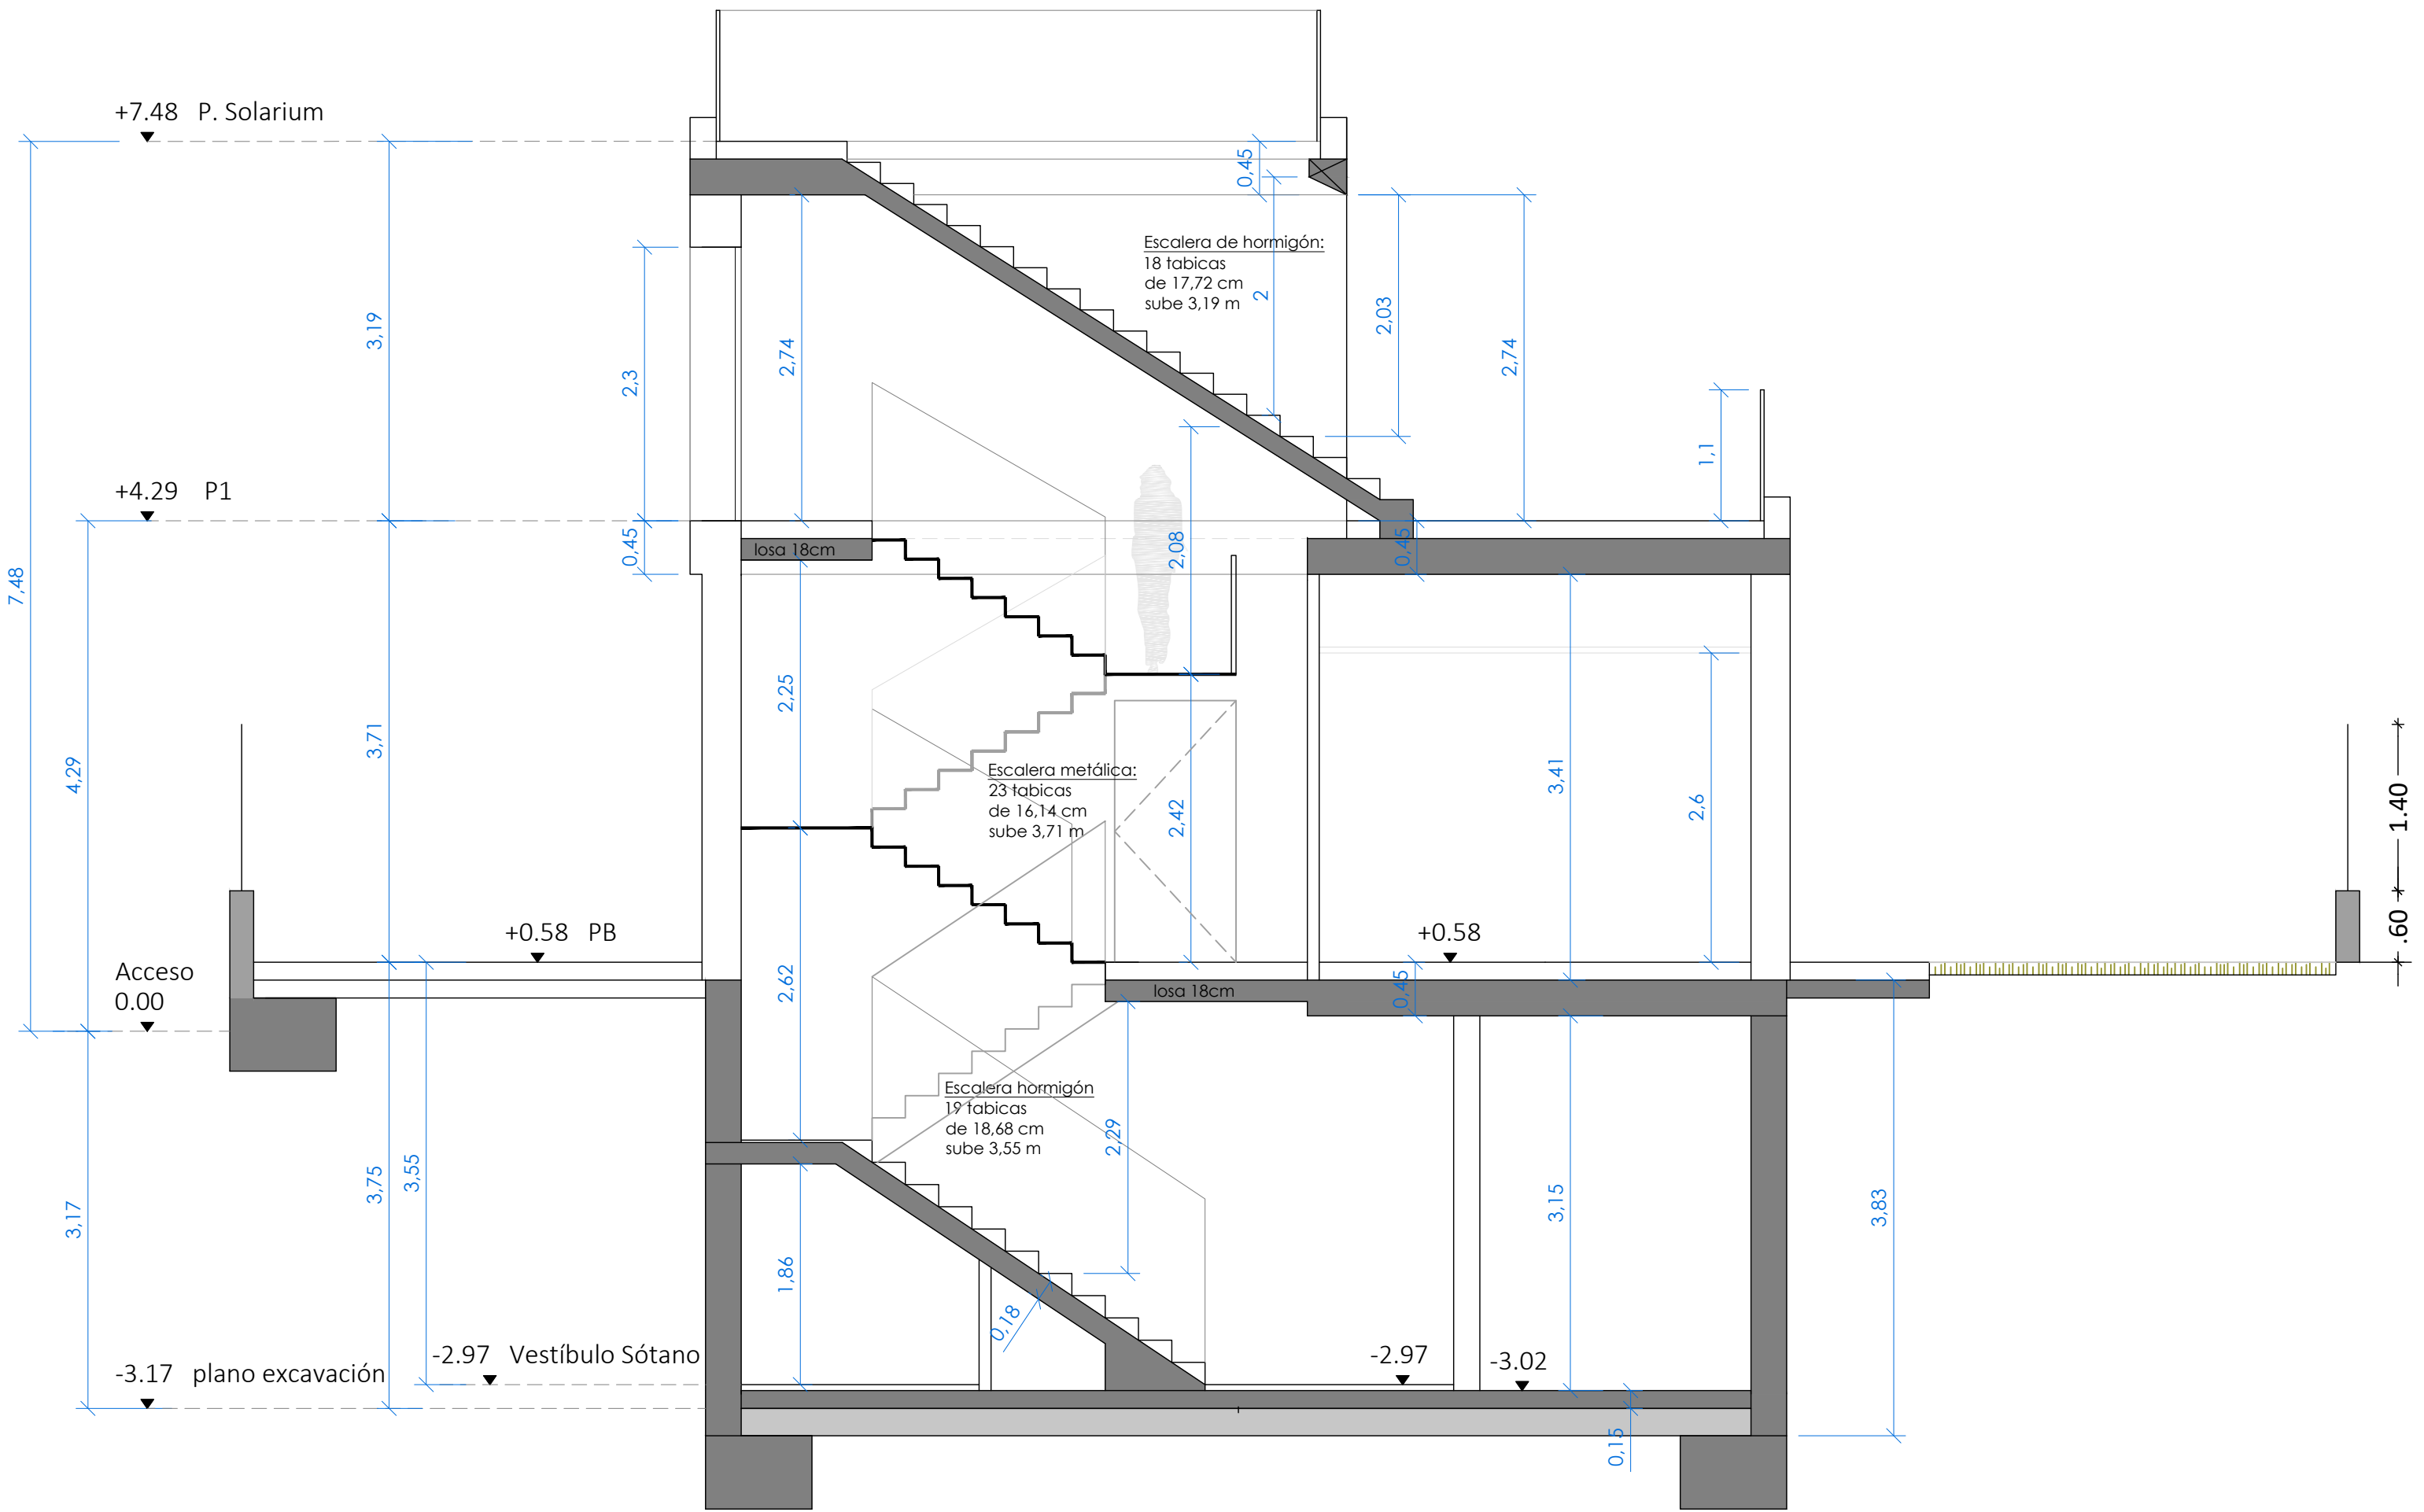 +7.48 P. Solarium
0,45
Escalera de hormigón:
18 tabicas
de 17,72 cm
sube 3,19 m
2
2,03
2,74
3,19
2,3
2,74
1,1
+4.29 P1
0,45
losa 18cm
2,08
0,45
7,48
4,29
3,71
2,25
Escalera metálica:
23 tabicas
de 16,14 cm
sube 3,71 m
2,42
3,41
2,6
1.40
.60
+0.58 PB
+0.58
Acceso
0.00
2,62
losa 18cm
0,45
Escalera hormigón
19 tabicas
de 18,68 cm
sube 3,55 m
2,29
3,17
3,75
3,55
1,86
0,18
3,15
3,83
-2.97 Vestíbulo Sótano
-3.17 plano excavación
-2.97
-3.02
0,15